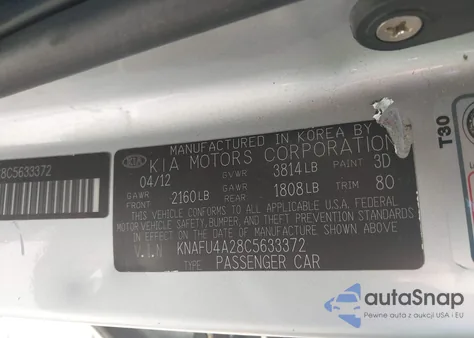 8C5633372
MANUFACTURED IN KOREA BY
KIA KIA MOTORS CORPORATION
04/12 GVWR 3814 LB PAINT 3D
GAWR FRONT 2160 LB GAWR REAR 1808 LB TRIM 80
THIS VEHICLE CONFORMS TO ALL APPLICABLE U.S.A. FEDERAL
MOTOR VEHICLE SAFETY, BUMPER, AND THEFT PREVENTION STANDARDS
IN EFFECT ON THE DATE OF MANUFACTURE SHOWN ABOVE.
V.I.N KNAFU4A28C5633372
TYPE PASSENGER CAR
T30
autoSnap
Pewne auta z aukcji USA i EU